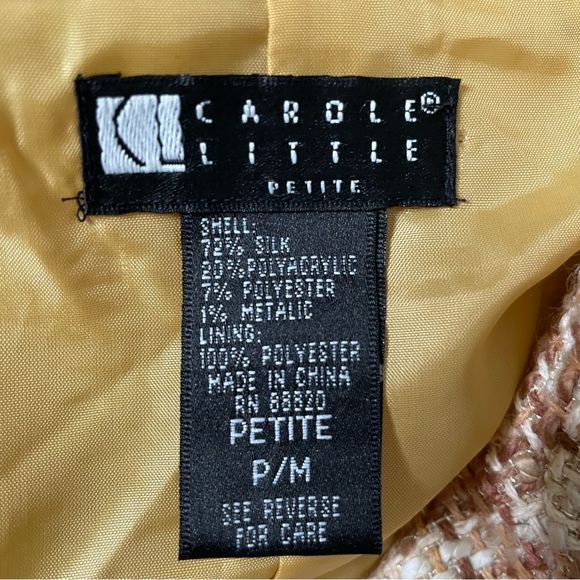 CAROLE®
LITTLE
PETITE
SHELL:
72% SILK
20% POLYACRYLIC
7% POLYESTER
1% METALIC
LINING:
100% POLYESTER
MADE IN CHINA
RN 88820
PETITE
P/M
SEE REVERSE
FOR CARE